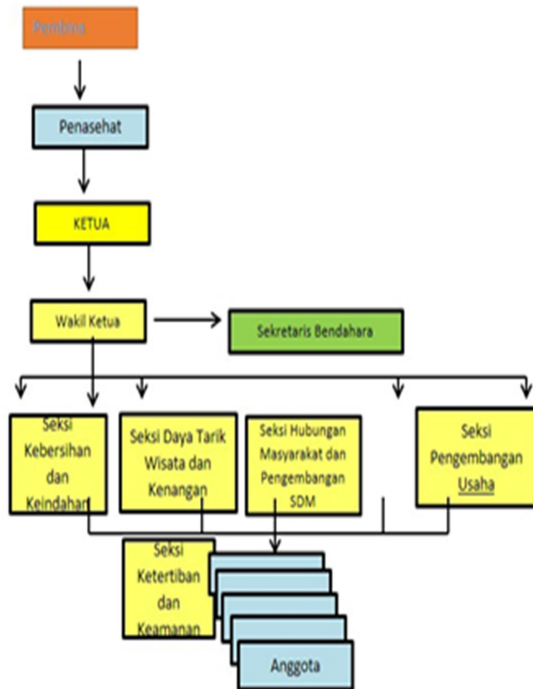 Pembina
Penasehat
KETUA
Wakil Ketua
Sekretaris Bendahara
Seksi
Kebersihan
dan
Keindahan
Seksi Daya Tarik
Wisata dan
Kenangan
Seksi Hubungan
Masyarakat dan
Pengembangan
SDM
Seksi
Pengembangan
Usaha
Seksi
Ketertiban
dan
Keamanan
Anggota